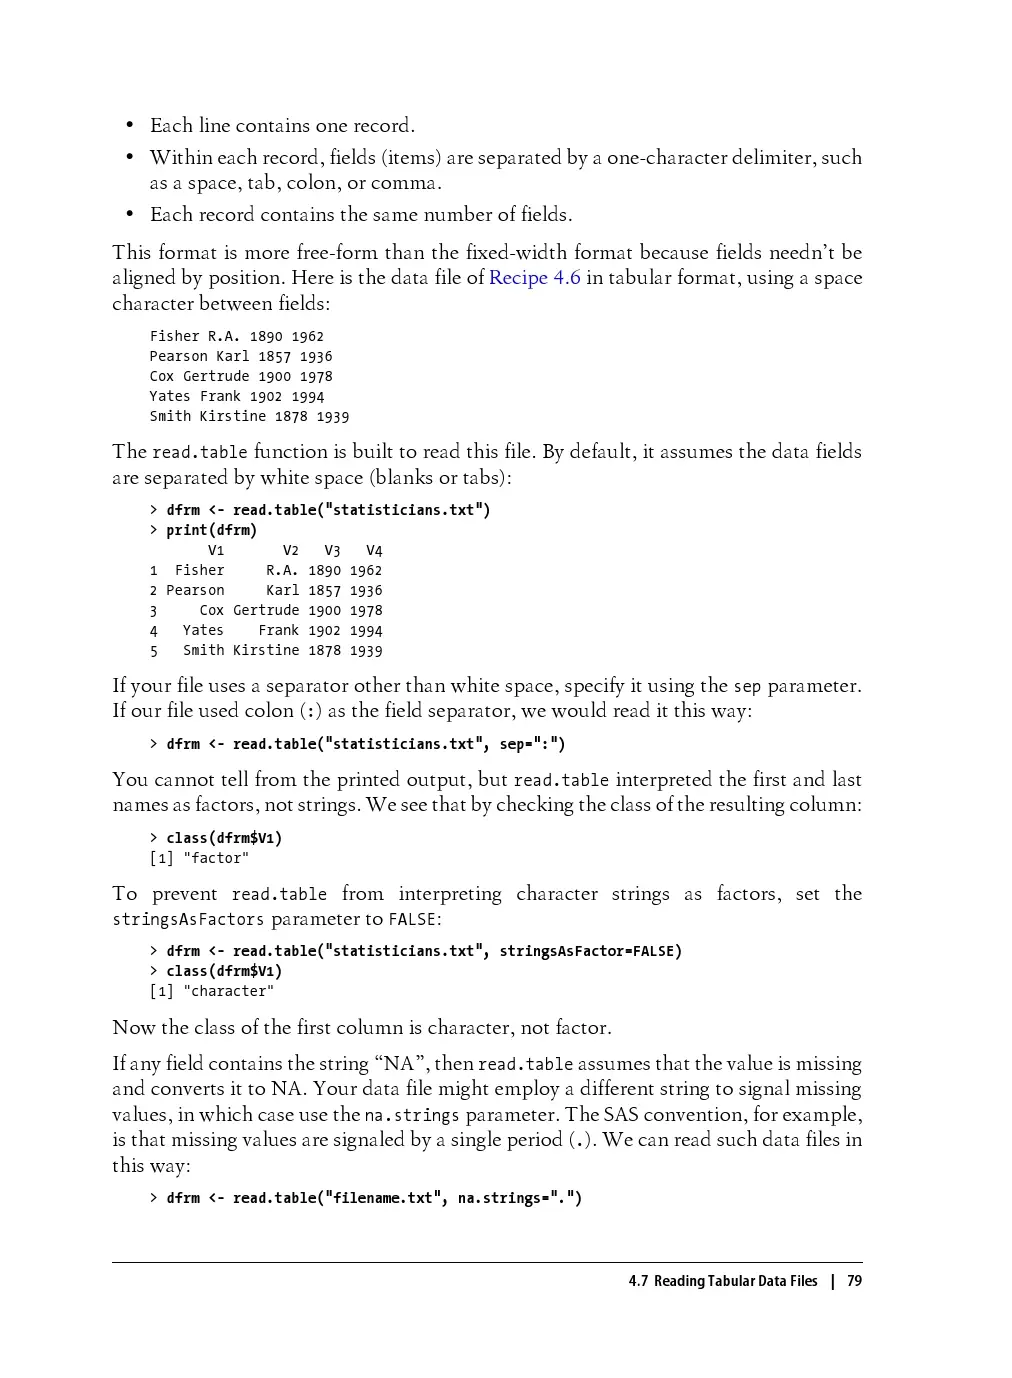 • Each line contains one record.
• Within each record, fields (items) are separated by a one-character delimiter, such
as a space, tab, colon, or comma.
• Each record contains the same number of fields.
This format is more free-form than the fixed-width format because fields needn’t be
aligned by position. Here is the data file of Recipe 4.6 in tabular format, using a space
character between fields:
Fisher R.A. 1890 1962
Pearson Karl 1857 1936
Cox Gertrude 1900 1978
Yates Frank 1902 1994
Smith Kirstine 1878 1939
The read.table function is built to read this file. By default, it assumes the data fields
are separated by white space (blanks or tabs):
> dfrm <- read.table("statisticians.txt")
> print(dfrm)
       V1       V2   V3   V4
1  Fisher     R.A. 1890 1962
2 Pearson     Karl 1857 1936
3     Cox Gertrude 1900 1978
4   Yates    Frank 1902 1994
5   Smith Kirstine 1878 1939
If your file uses a separator other than white space, specify it using the sep parameter.
If our file used colon (:) as the field separator, we would read it this way:
> dfrm <- read.table("statisticians.txt", sep=":")
You cannot tell from the printed output, but read.table interpreted the first and last
names as factors, not strings. We see that by checking the class of the resulting column:
> class(dfrm$V1)
[1] "factor"
To prevent read.table from interpreting character strings as factors, set the
stringsAsFactors parameter to FALSE:
> dfrm <- read.table("statisticians.txt", stringsAsFactor=FALSE)
> class(dfrm$V1)
[1] "character"
Now the class of the first column is character, not factor.
If any field contains the string “NA”, then read.table assumes that the value is missing
and converts it to NA. Your data file might employ a different string to signal missing
values, in which case use the na.strings parameter. The SAS convention, for example,
is that missing values are signaled by a single period (.). We can read such data files in
this way:
> dfrm <- read.table("filename.txt", na.strings=".")
4.7 Reading Tabular Data Files | 79